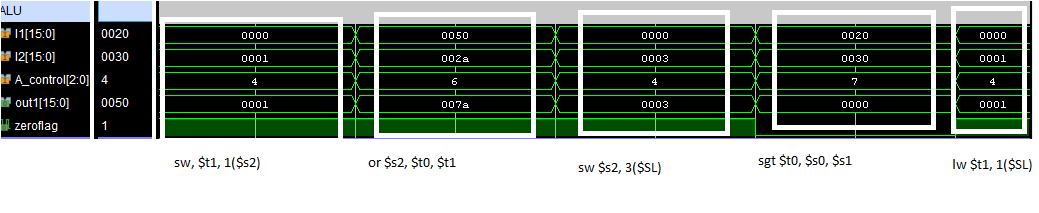 ALU
I1[15:0] 0020 0000 0050 0000 0020 0000
I2[15:0] 0030 0001 002a 0003 0030 0001
A_control[2:0] 4 4 6 4 7 4
out1[15:0] 0050 0001 007a 0003 0000 0001
zeroflag 1
sw, $t1, 1($s2) or $s2, $t0, $t1 sw $s2, 3($SL) sgt $t0, $s0, $s1 lw $t1, 1($SL)